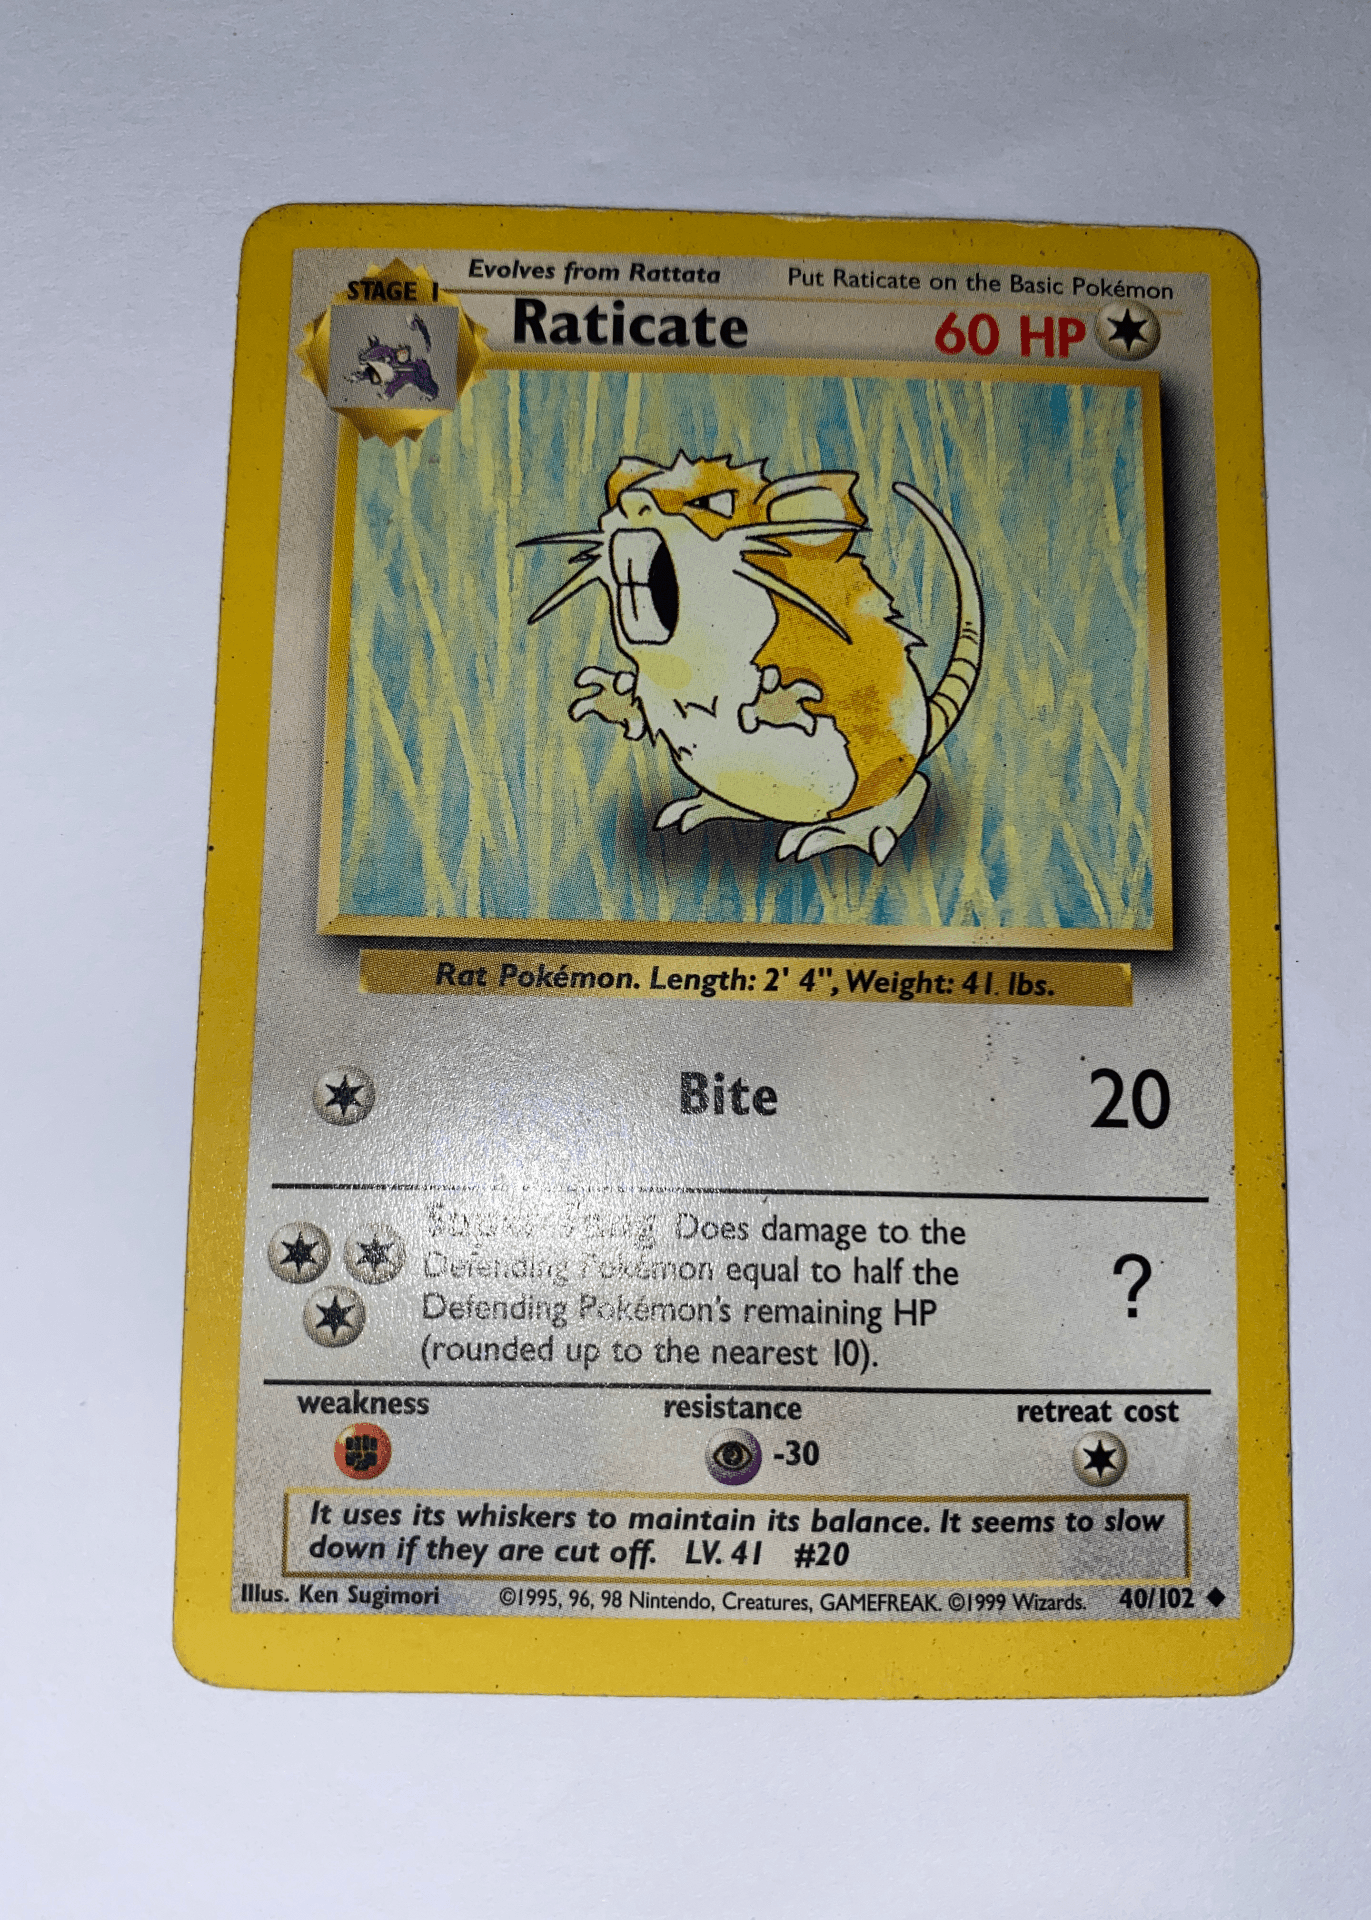 Evolves from Rattata Put Raticate on the Basic Pokémon
STAGE 1
Raticate 60 HP
Rat Pokémon. Length: 2' 4", Weight: 41. lbs.
Bite 20
Super Fang Does damage to the
Defending Pokémon equal to half the
Defending Pokémon's remaining HP
(rounded up to the nearest 10).
?
weakness resistance retreat cost
-30
It uses its whiskers to maintain its balance. It seems to slow
down if they are cut off. LV. 41 #20
Illus. Ken Sugimori ©1995, 96, 98 Nintendo, Creatures, GAMEFREAK. ©1999 Wizards. 40/102